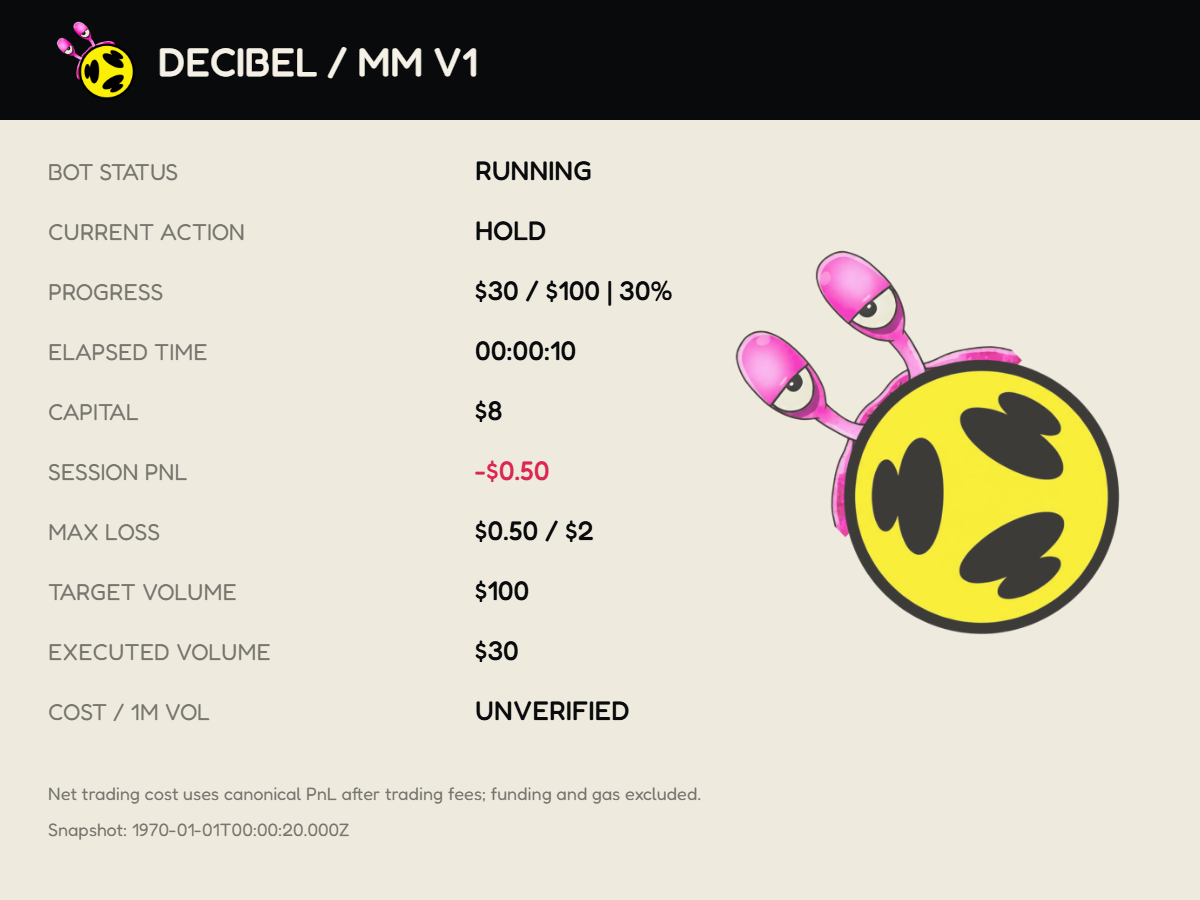 DECIBEL / MM V1
BOT STATUS RUNNING
CURRENT ACTION HOLD
PROGRESS $30 / $100 | 30%
ELAPSED TIME 00:00:10
CAPITAL $8
SESSION PNL -$0.50
MAX LOSS $0.50 / $2
TARGET VOLUME $100
EXECUTED VOLUME $30
COST / 1M VOL UNVERIFIED
Net trading cost uses canonical PnL after trading fees; funding and gas excluded.
Snapshot: 1970-01-01T00:00:20.000Z